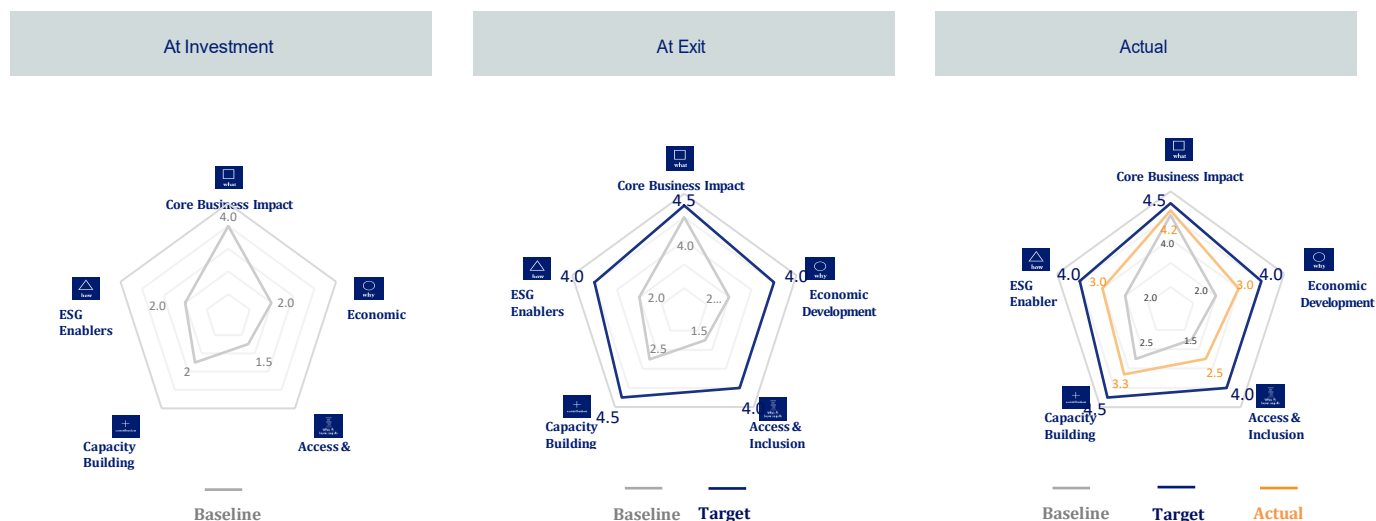 At Investment
what
Core Business Impact
4.0
how
ESG
Enablers
2.0
2.0
why
Economic
2
1.5
contribution
Capacity
Building
Access &
Baseline
At Exit
what
Core Business Impact
4.5
4.0
how
4.0
ESG
Enablers
2.0
2...
4.0
why
Economic
Development
1.5
2.5
contribution
4.5
Capacity
Building
4.0
Access &
Inclusion
Baseline
Target
Actual
what
Core Business Impact
4.5
4.2
4.0
how
4.0
ESG
Enabler
3.0
2.0
2.0
3.0
4.0
why
Economic
Development
2.5
1.5
3.3
2.5
4.5
Capacity
Building
4.0
Access &
Inclusion
Baseline
Target
Actual